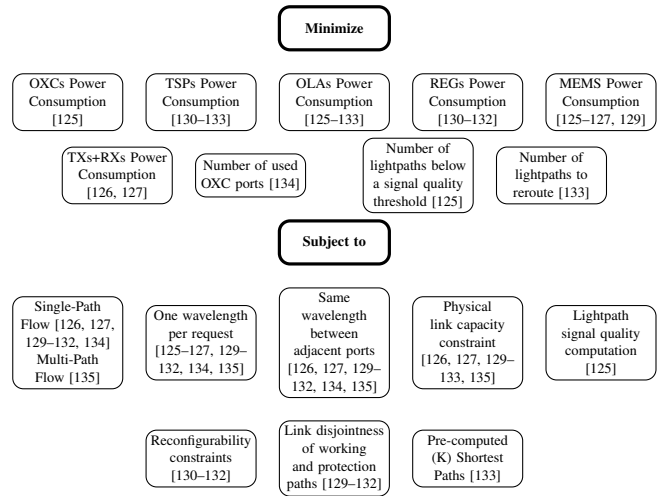 Minimize
OXCs Power
Consumption
[125]
TSPs Power
Consumption
[130–133]
OLAs Power
Consumption
[125–133]
REGs Power
Consumption
[130–132]
MEMS Power
Consumption
[125–127, 129]
TXs+RXs Power
Consumption
[126, 127]
Number of used
OXC ports [134]
Number of
lightpaths below
a signal quality
threshold [125]
Number of
lightpaths to
reroute [133]
Subject to
Single-Path
Flow [126, 127,
129–132, 134]
Multi-Path
Flow [135]
One wavelength
per request
[125–127, 129–
132, 134, 135]
Same
wavelength
between
adjacent ports
[126, 127, 129–
132, 134, 135]
Physical
link capacity
constraint
[126, 127, 129–
133, 135]
Lightpath
signal quality
computation
[125]
Reconfigurability
constraints
[130–132]
Link disjointness
of working
and protection
paths [129–132]
Pre-computed
(K) Shortest
Paths [133]